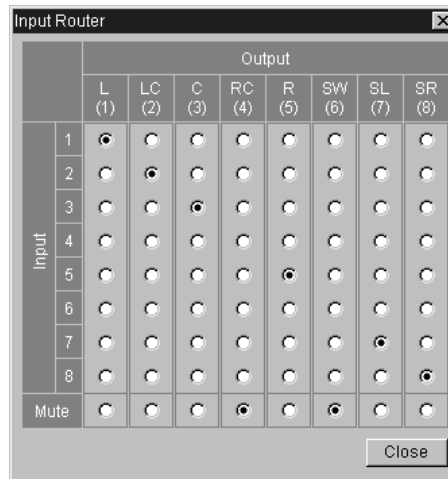 Input Router
Output
L LC C RC R SW SL SR
(1) (2) (3) (4) (5) (6) (7) (8)
Input
1
2
3
4
5
6
7
8
Mute
Close